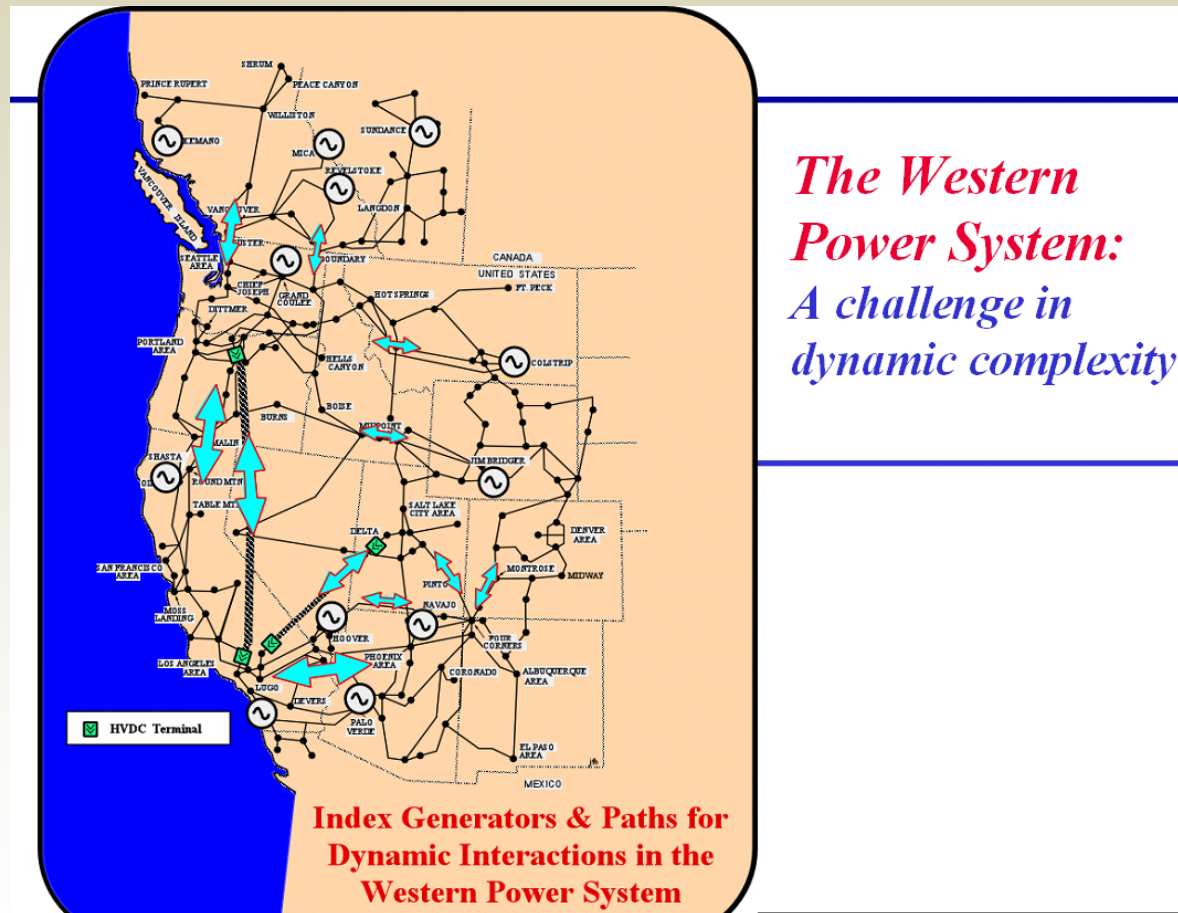 SHRUM
PRINCE RUPERT
PEACE CANYON
WILLISTON
KEMANO
SUNDANCE
MICA
REVELSTOKE
VANCOUVER ISLAND
LANGDON
VANCOUVER
SEATTLE
AREA
CANADA
UNITED STATES
CHIEF
JOSEPH
GRAND
COULEE
HOT SPRINGS
FT. PECK
DITTMER
PORTLAND
AREA
HELLS
CANYON
COLSTRIP
BOISE
BURNS
MIDPOINT
MALIN
SHASTA
JIM BRIDGER
ROUND MTN
TABLE MTN
SALT LAKE
CITY AREA
DELTA
DENVER
AREA
SAN FRANCISCO
AREA
MONTROSE
MIDWAY
PINTO
MOSS
LANDING
NAVAJO
HOOVER
FOUR
CORNERS
LOS ANGELES
AREA
PHOENIX
AREA
CORONADO
ALBUQUERQUE
AREA
LUGO
DEVERS
PALO
VERDE
HVDC Terminal
EL PASO
AREA
MEXICO
Index Generators & Paths for
Dynamic Interactions in the
Western Power System
The Western
Power System:
A challenge in
dynamic complexity